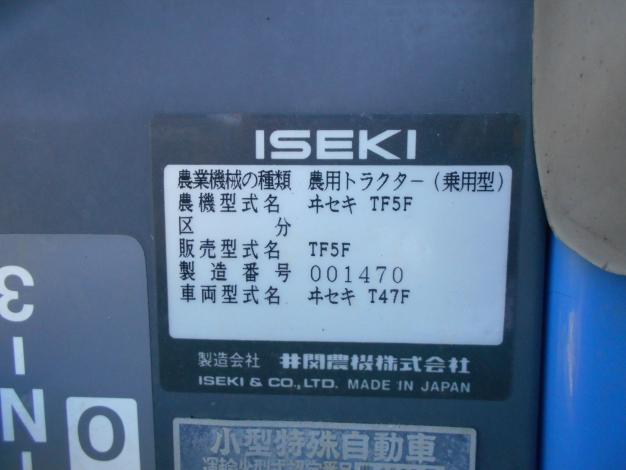 ISEKI
農業機械の種類 農用トラクター(乗用型)
農機型式名 ヰセキ TF5F
区分
販売型式名 TF5F
製造番号 001470
車両型式名 ヰセキ T47F
製造会社 井関農機株式会社
ISEKI & CO., LTD. MADE IN JAPAN
小型特殊自動車